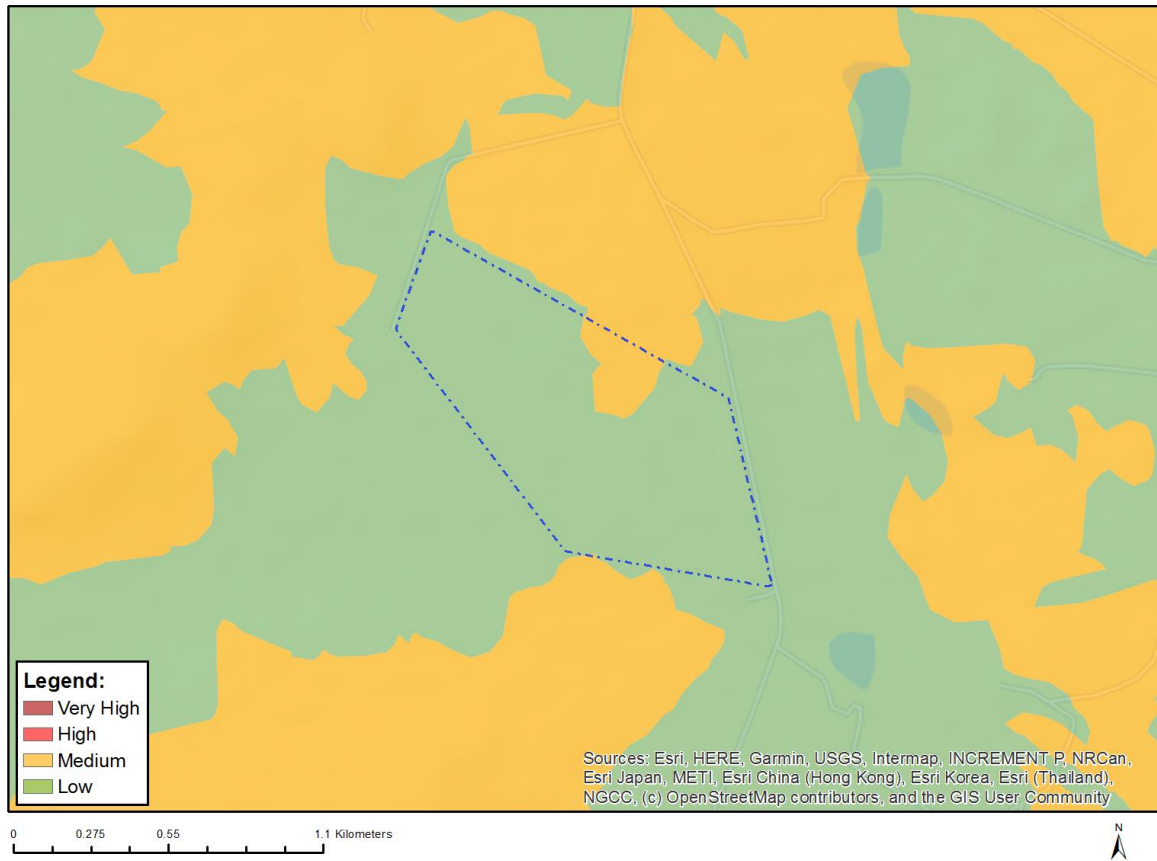 Legend:
Very High
High
Medium
Low
Sources: Esri, HERE, Garmin, USGS, Intermap, INCREMENT P, NRCan,
Esri Japan, METI, Esri China (Hong Kong), Esri Korea, Esri (Thailand),
NGCC, (c) OpenStreetMap contributors, and the GIS User Community
0 0.275 0.55 1.1 Kilometers
N